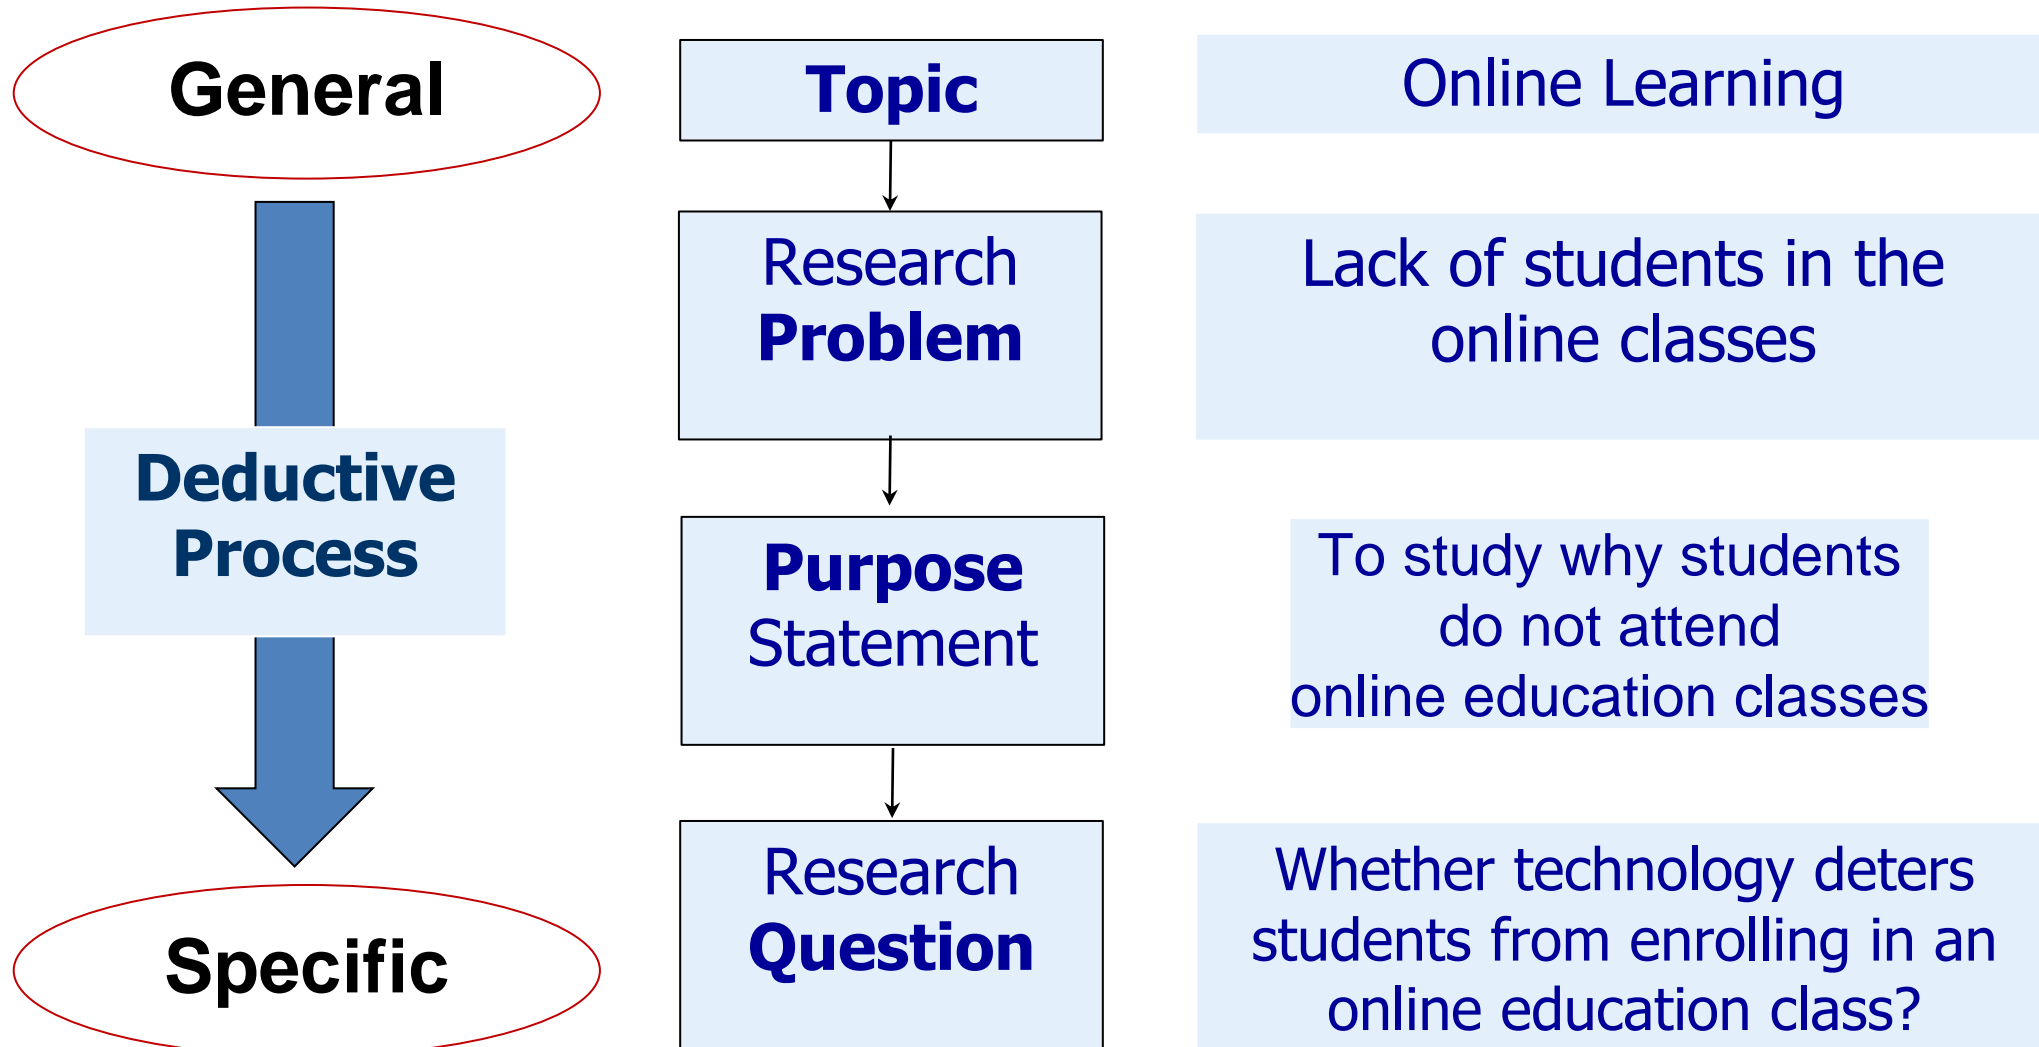 General
Topic
Online Learning
Research
Problem
Lack of students in the
online classes
Deductive
Process
Purpose
Statement
To study why students
do not attend
online education classes
Specific
Research
Question
Whether technology deters
students from enrolling in an
online education class?